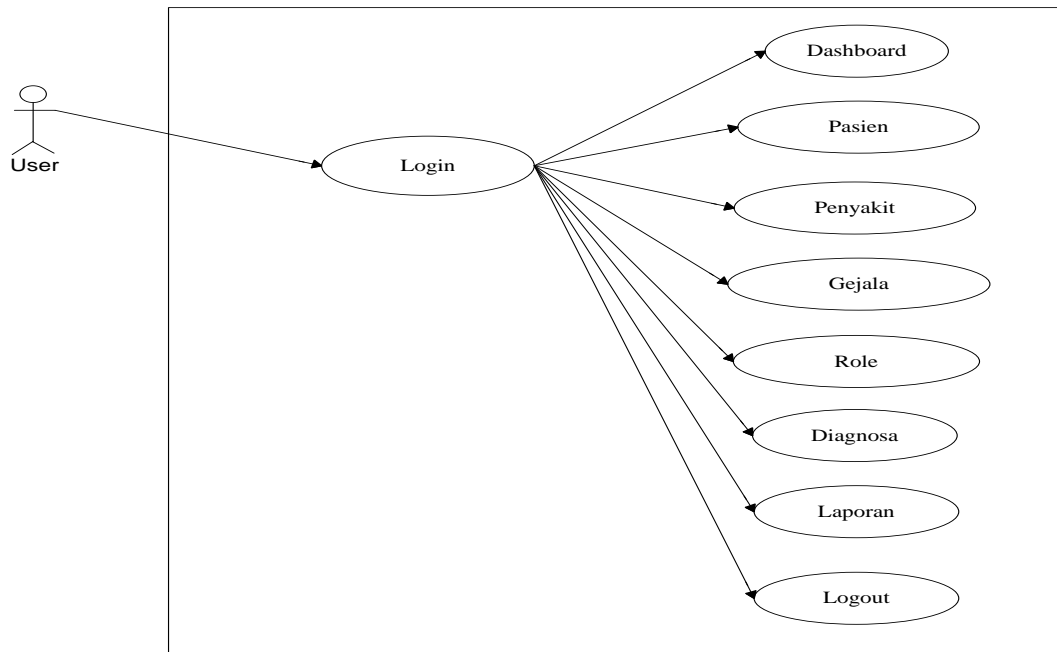 User
Login
Dashboard
Pasien
Penyakit
Gejala
Role
Diagnosa
Laporan
Logout